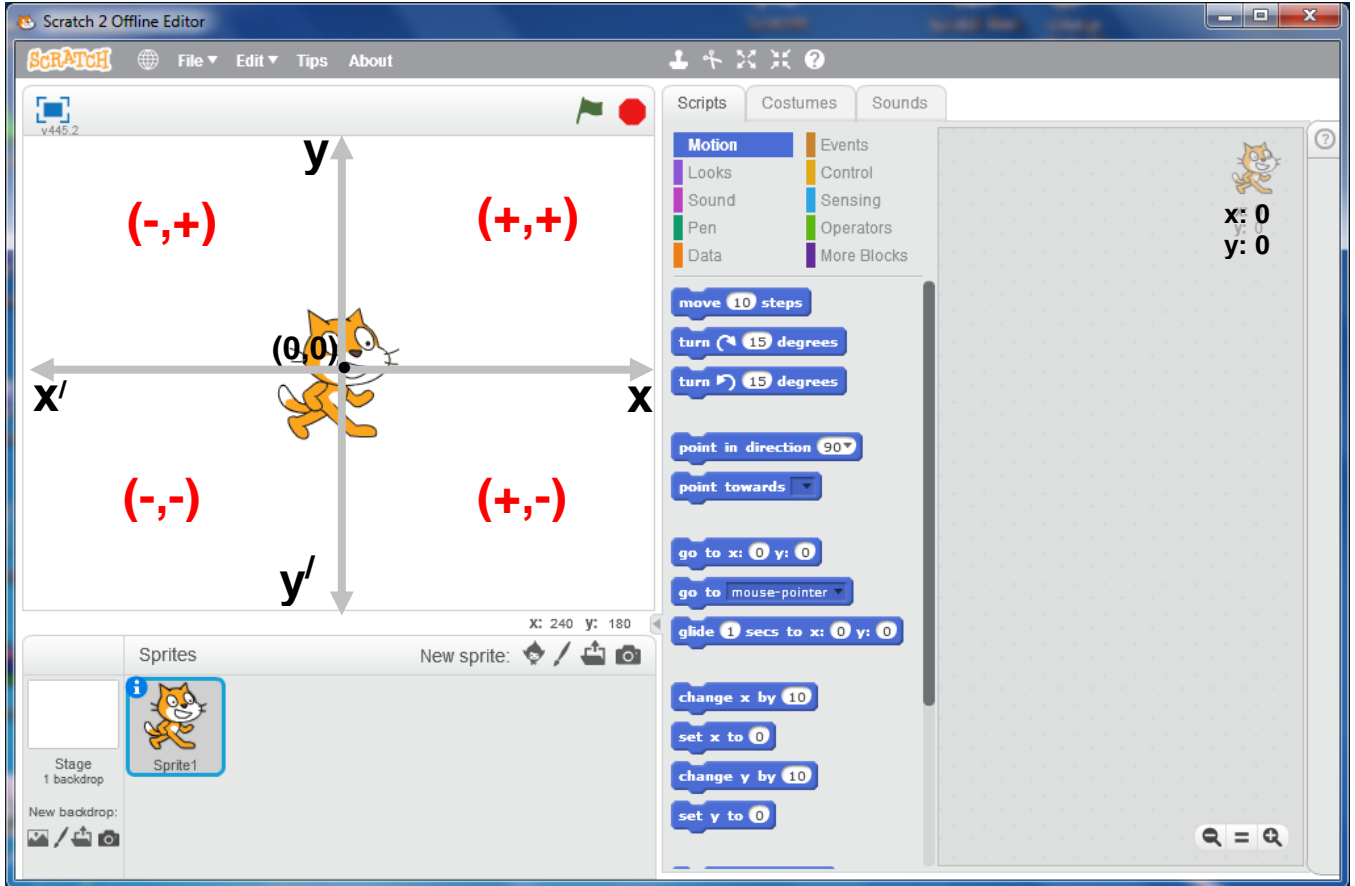 Scratch 2 Offline Editor
SCRATCH File Edit Tips About
v445.2
y
(-,+) (+,+)
(0,0)
x/ x
(-,-) (+,-)
y/
x: 240 y: 180
Sprites New sprite:
Sprite1
Stage
1 backdrop
New backdrop:
Scripts Costumes Sounds
Motion Events
Looks Control
Sound Sensing
Pen Operators
Data More Blocks
move 10 steps
turn 15 degrees
turn 15 degrees
point in direction 90
point towards
go to x: 0 y: 0
go to mouse-pointer
glide 1 secs to x: 0 y: 0
change x by 10
set x to 0
change y by 10
set y to 0
x: 0
y: 0